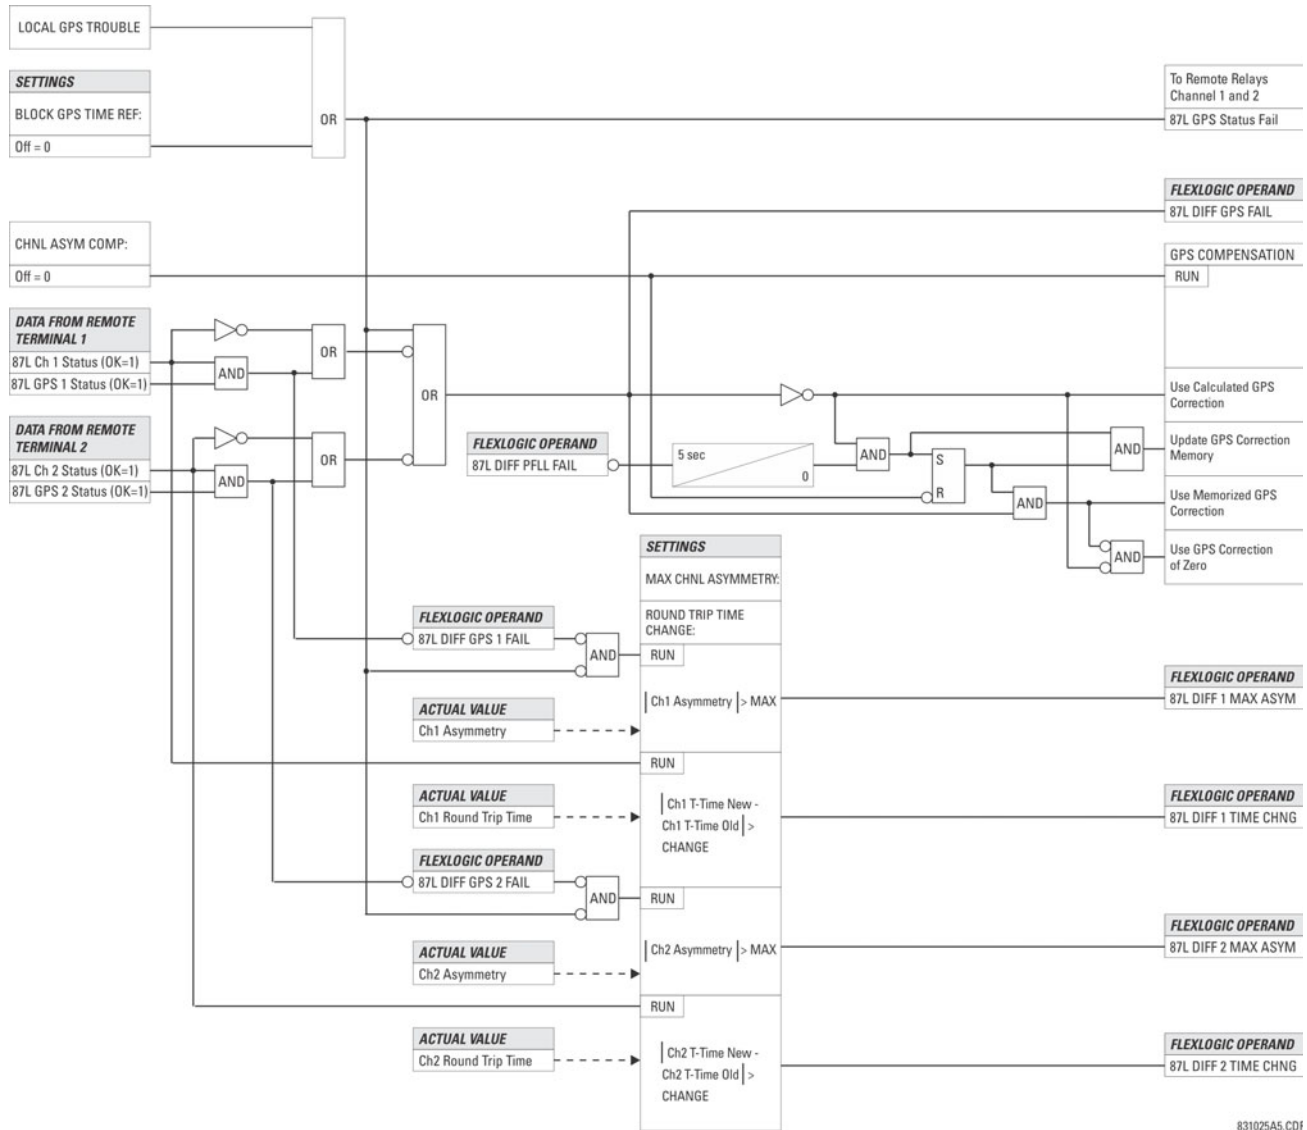 LOCAL GPS TROUBLE
SETTINGS
BLOCK GPS TIME REF:
Off = 0
OR
To Remote Relays
Channel 1 and 2
87L GPS Status Fail
FLEXLOGIC OPERAND
87L DIFF GPS FAIL
CHNL ASYM COMP:
Off = 0
GPS COMPENSATION
RUN
DATA FROM REMOTE
TERMINAL 1
87L Ch 1 Status (OK=1)
87L GPS 1 Status (OK=1)
AND
OR
DATA FROM REMOTE
TERMINAL 2
87L Ch 2 Status (OK=1)
87L GPS 2 Status (OK=1)
AND
OR
OR
FLEXLOGIC OPERAND
87L DIFF PFLL FAIL
5 sec
0
AND
S
R
AND
AND
AND
Use Calculated GPS
Correction
Update GPS Correction
Memory
Use Memorized GPS
Correction
Use GPS Correction
of Zero
SETTINGS
MAX CHNL ASYMMETRY:
ROUND TRIP TIME
CHANGE:
FLEXLOGIC OPERAND
87L DIFF GPS 1 FAIL
AND
RUN
|Ch1 Asymmetry| > MAX
ACTUAL VALUE
Ch1 Asymmetry
FLEXLOGIC OPERAND
87L DIFF 1 MAX ASYM
RUN
ACTUAL VALUE
Ch1 Round Trip Time
|Ch1 T-Time New -
Ch1 T-Time Old| >
CHANGE
FLEXLOGIC OPERAND
87L DIFF 1 TIME CHNG
FLEXLOGIC OPERAND
87L DIFF GPS 2 FAIL
AND
RUN
|Ch2 Asymmetry| > MAX
ACTUAL VALUE
Ch2 Asymmetry
FLEXLOGIC OPERAND
87L DIFF 2 MAX ASYM
RUN
ACTUAL VALUE
Ch2 Round Trip Time
|Ch2 T-Time New -
Ch2 T-Time Old| >
CHANGE
FLEXLOGIC OPERAND
87L DIFF 2 TIME CHNG
831025A5.CDR